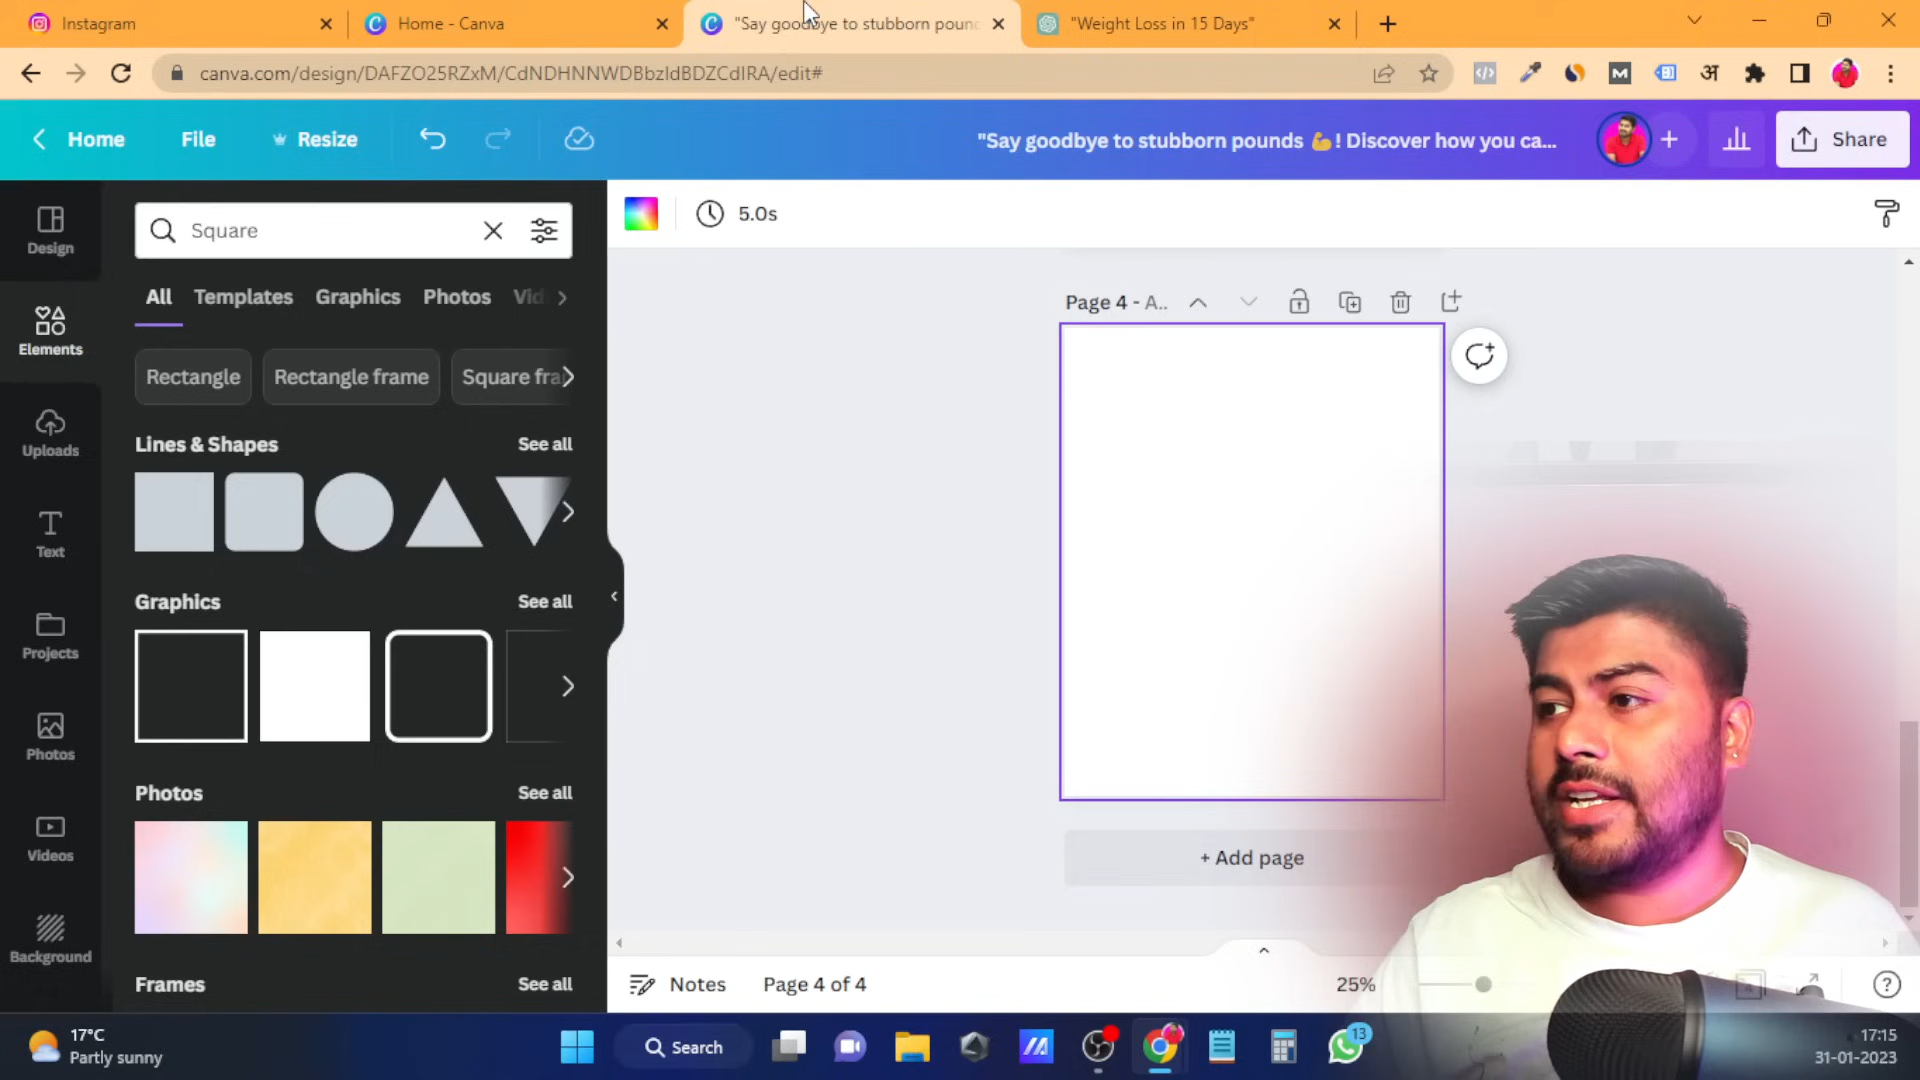 Instagram
Home - Canva
"Say goodbye to stubborn poun
"Weight Loss in 15 Days"
canva.com/design/DAFZO25RZxM/CdNDHNNWDBbzIdBDZCdIRA/edit#
अ
Home
File
Resize
"Say goodbye to stubborn pounds 💪! Discover how you ca...
Share
Design
Elements
Uploads
Text
Projects
Photos
Videos
Background
Square
All
Templates
Graphics
Photos
Vid
Rectangle
Rectangle frame
Square fra
Lines & Shapes
See all
Graphics
See all
Photos
See all
Frames
See all
5.0s
Page 4 - A..
+ Add page
Notes
Page 4 of 4
25%
17°C
Partly sunny
Search
13
17:15
31-01-2023